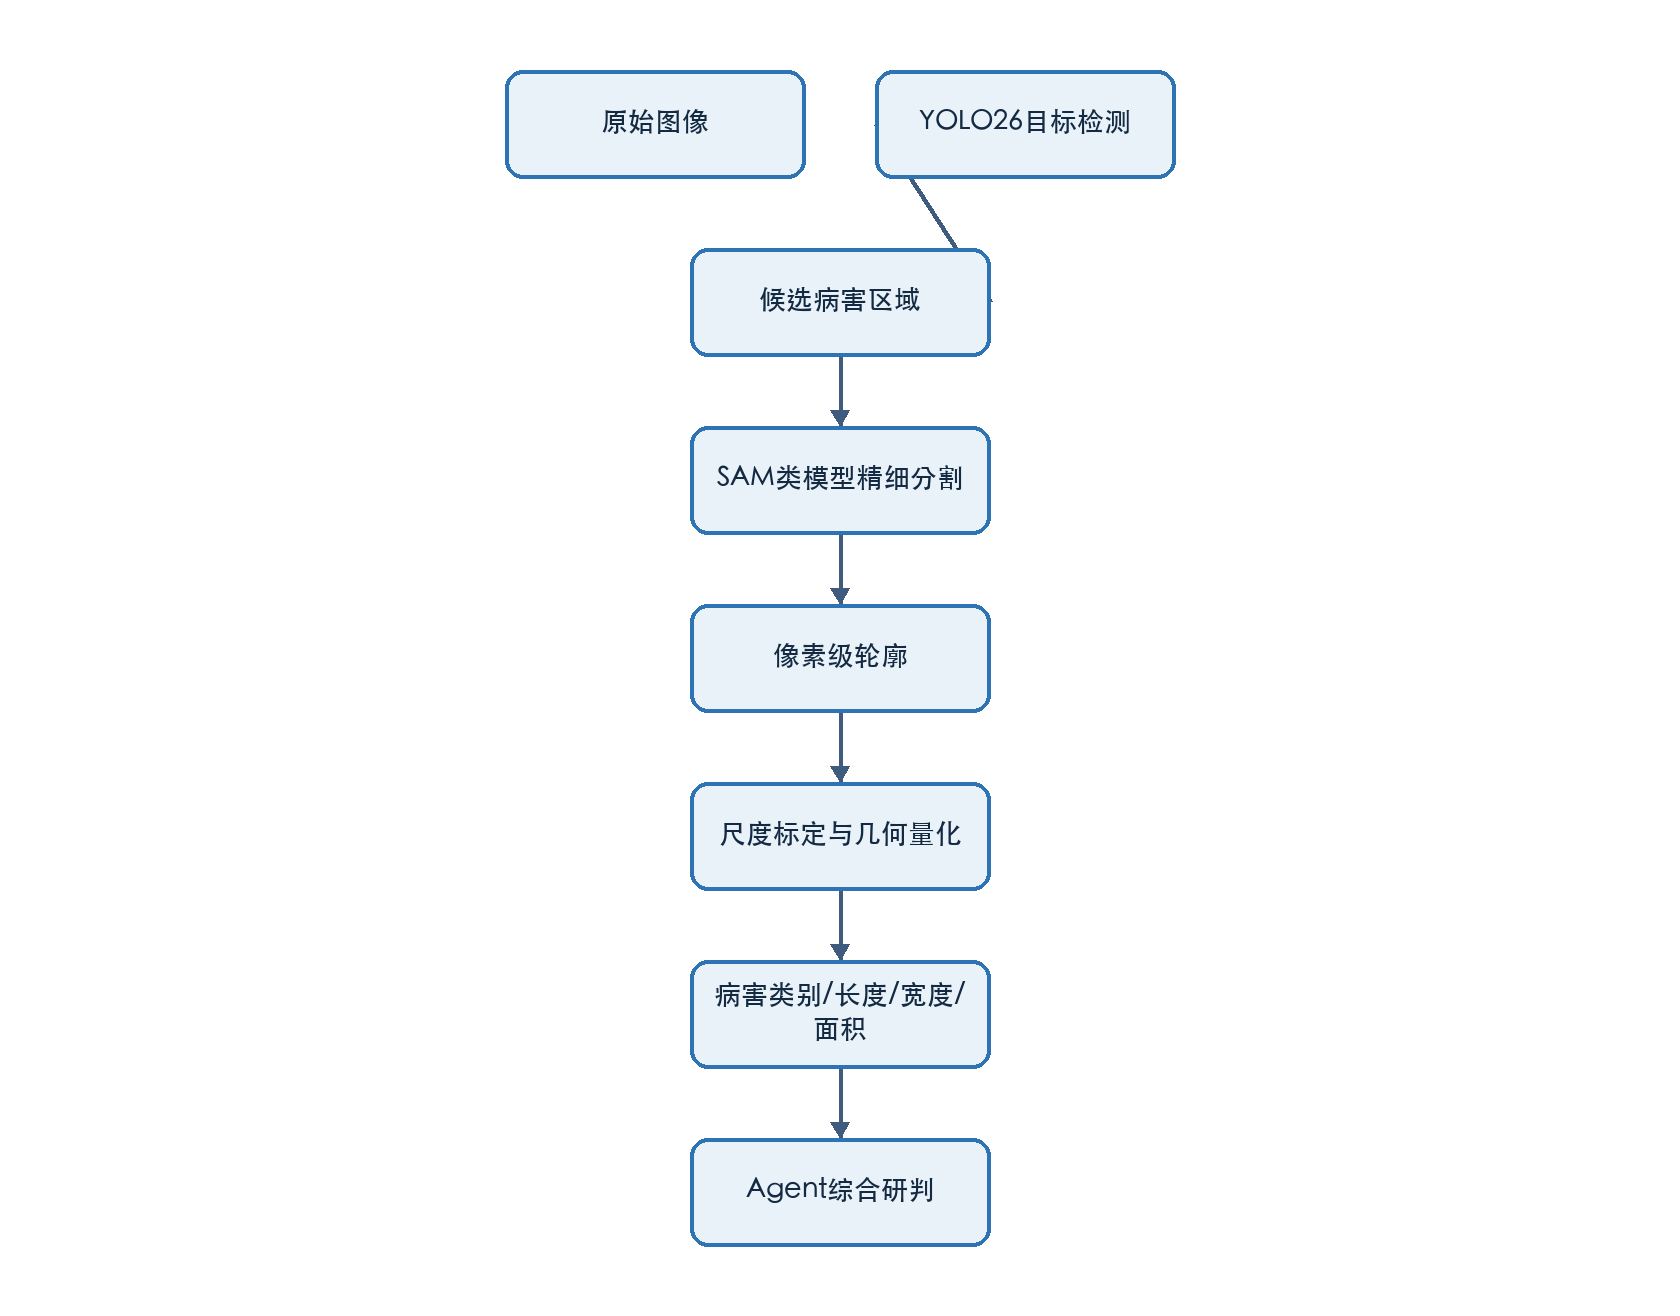 原始图像
YOLO26目标检测
候选病害区域
SAM类模型精细分割
像素级轮廓
尺度标定与几何量化
病害类别/长度/宽度/
面积
Agent综合研判